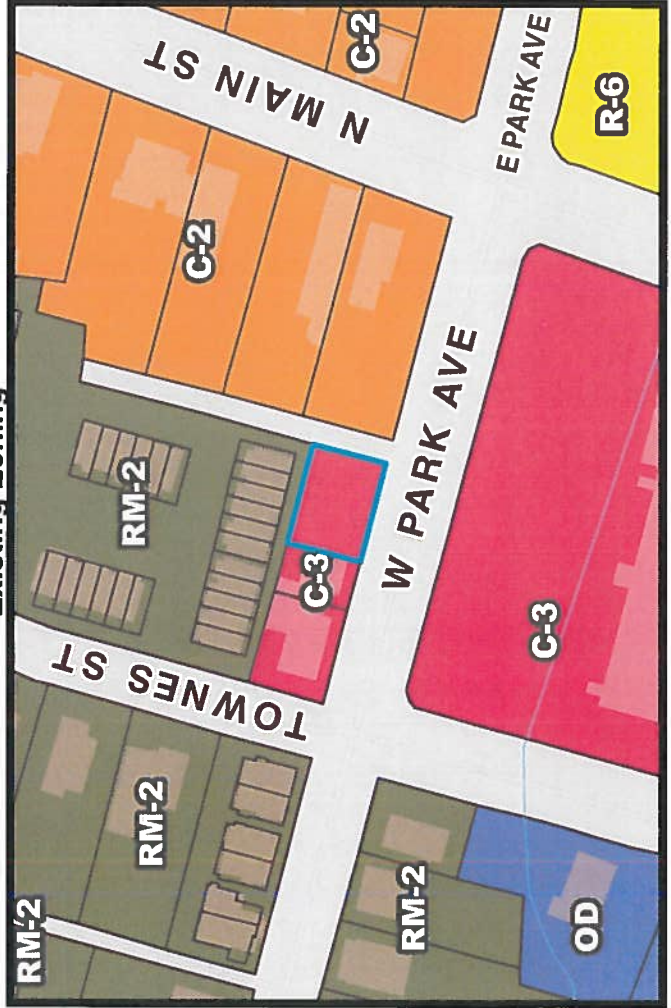 C-2
N MAIN ST
E PARK AVE
R-6
C-2
W PARK AVE
RM-2
C-3
C-3
TOWNES ST
RM-2
RM-2
RM-2
OD